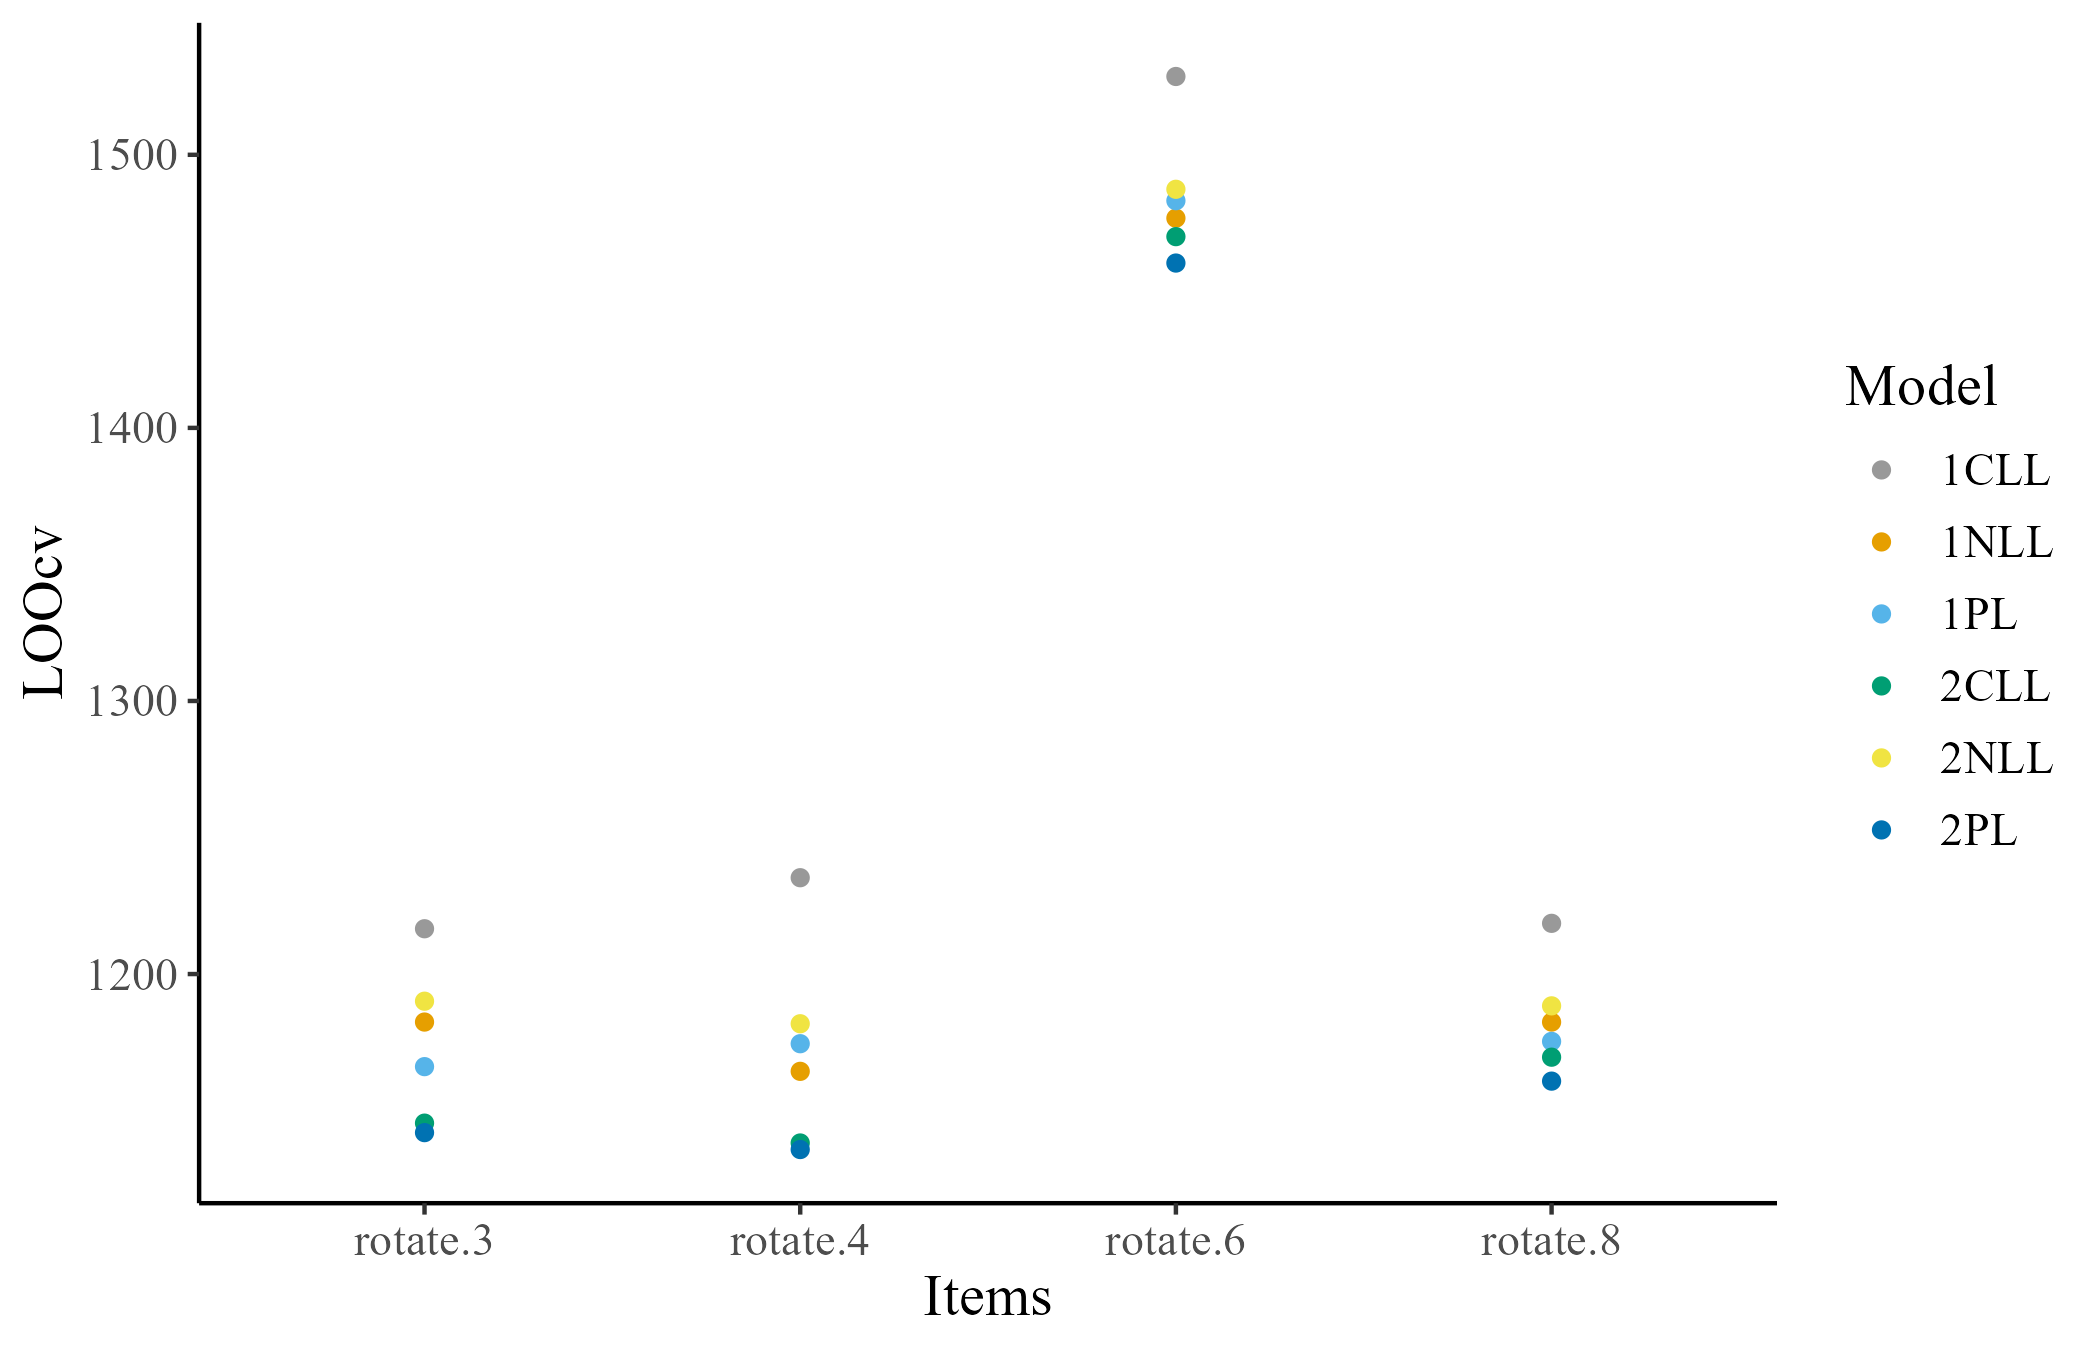 LOOcv
1500
1400
1300
1200
rotate.3
rotate.4
rotate.6
rotate.8
Items
Model
1CLL
1NLL
1PL
2CLL
2NLL
2PL